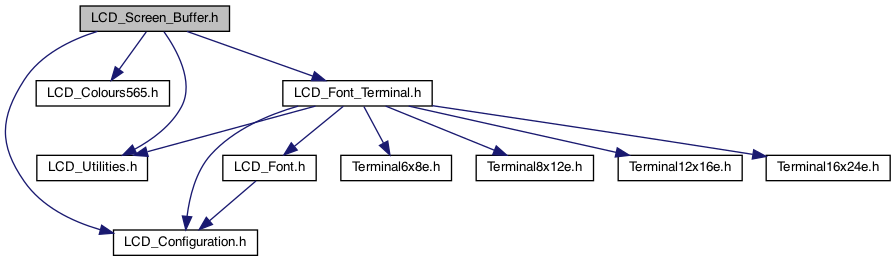 LCD_Screen_Buffer.h
LCD_Colours565.h
LCD_Font_Terminal.h
LCD_Utilities.h
LCD_Font.h
Terminal6x8e.h
Terminal8x12e.h
Terminal12x16e.h
Terminal16x24e.h
LCD_Configuration.h